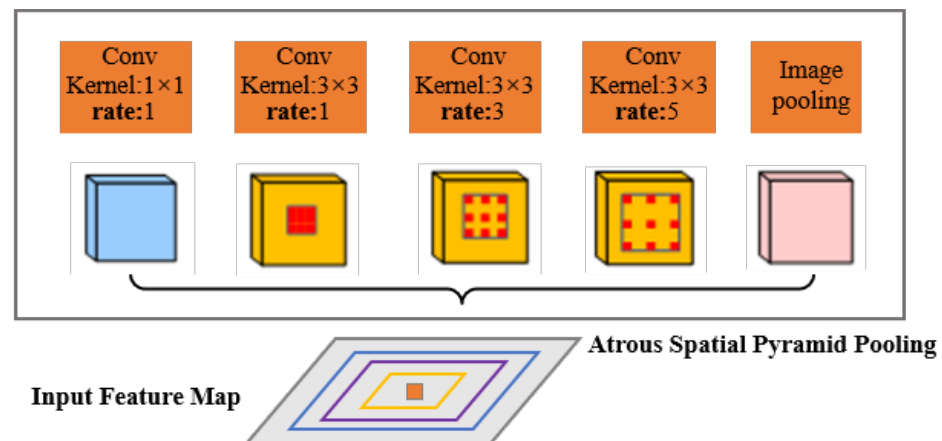 Conv
Kernel:1×1
rate:1
Conv
Kernel:3×3
rate:1
Conv
Kernel:3×3
rate:3
Conv
Kernel:3×3
rate:5
Image
pooling
Atrous Spatial Pyramid Pooling
Input Feature Map